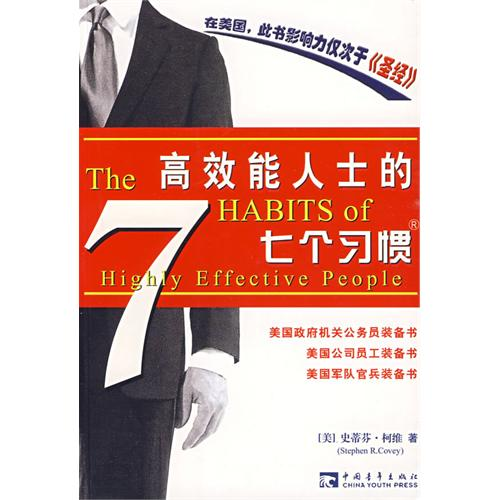 在美国，此书影响力仅次于《圣经》
The 高效能人士的
7 HABITS of
七个习惯®
Highly Effective People
美国政府机关公务员装备书
美国公司员工装备书
美国军队官兵装备书
［美］史蒂芬·柯维 著
(Stephen R.Covey)
中国青年出版社
CHINA YOUTH PRESS